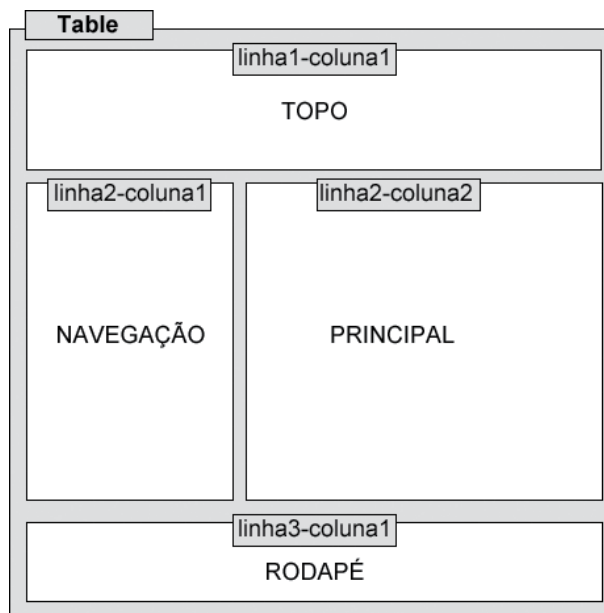 Table
linha1-coluna1
TOPO
linha2-coluna1
linha2-coluna2
NAVEGAÇÃO
PRINCIPAL
linha3-coluna1
RODAPÉ